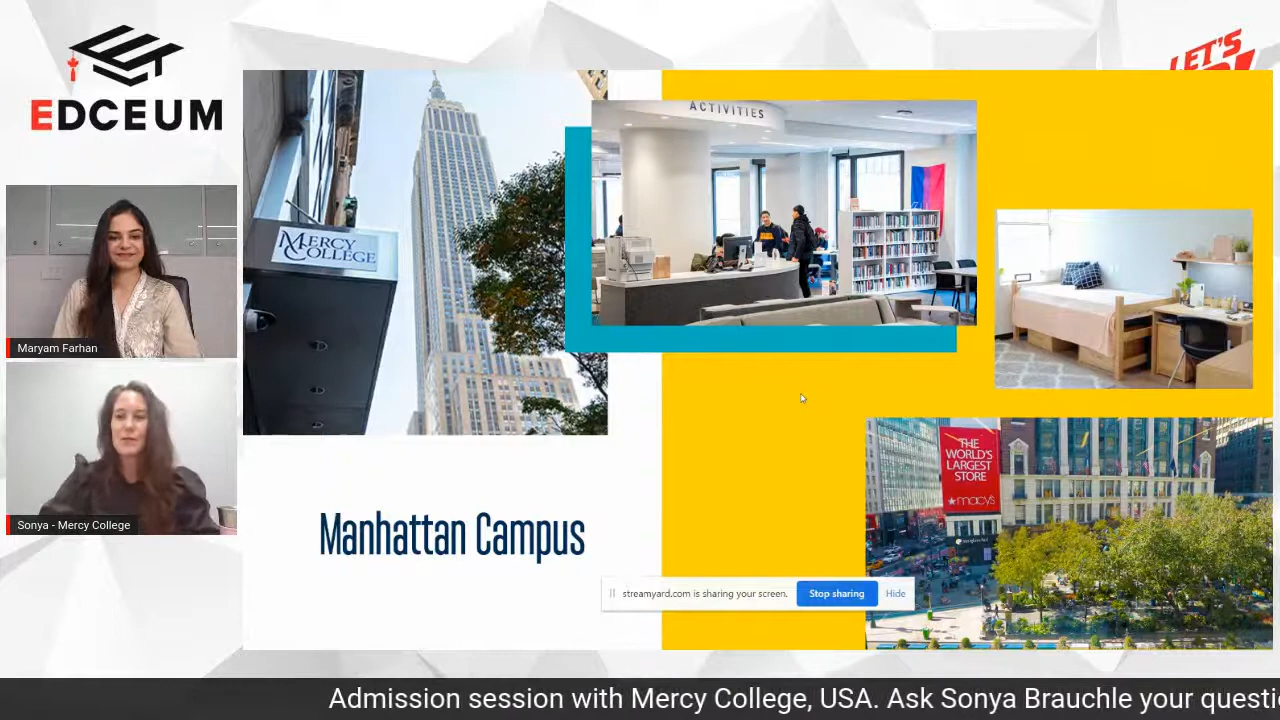 EDCEUM
LET'S
Maryam Farhan
Sonya - Mercy College
ACTIVITIES
MERCY
COLLEGE
THE
WORLD'S
LARGEST
STORE
★macy's
Manhattan Campus
streamyard.com is sharing your screen.
Stop sharing
Hide
Admission session with Mercy College, USA. Ask Sonya Brauchle your questi